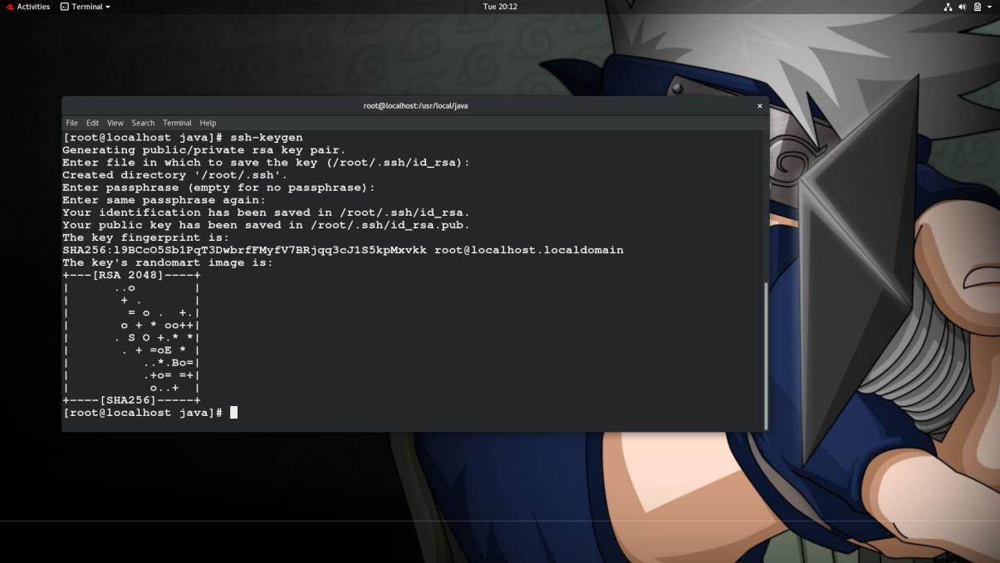 Activities Terminal Tue 20:12
root@localhost:/usr/local/java ×
File Edit View Search Terminal Help
[root@localhost java]# ssh-keygen
Generating public/private rsa key pair.
Enter file in which to save the key (/root/.ssh/id_rsa):
Created directory '/root/.ssh'.
Enter passphrase (empty for no passphrase):
Enter same passphrase again:
Your identification has been saved in /root/.ssh/id_rsa.
Your public key has been saved in /root/.ssh/id_rsa.pub.
The key fingerprint is:
SHA256:l9BCcO5Sb1PqT3DwbrfFMyfV7BRjqq3cJ1S5kpMxvkk root@localhost.localdomain
The key's randomart image is:
+---[RSA 2048]----+
|       ..o         |
|        + .        |
|         = o .  +.|
|        o + * oo++|
|       . S O +.* *|
|        . + =oE * |
|           ..*.Bo=|
|           .+o= =+|
|            o..+  |
+----[SHA256]-----+
[root@localhost java]#